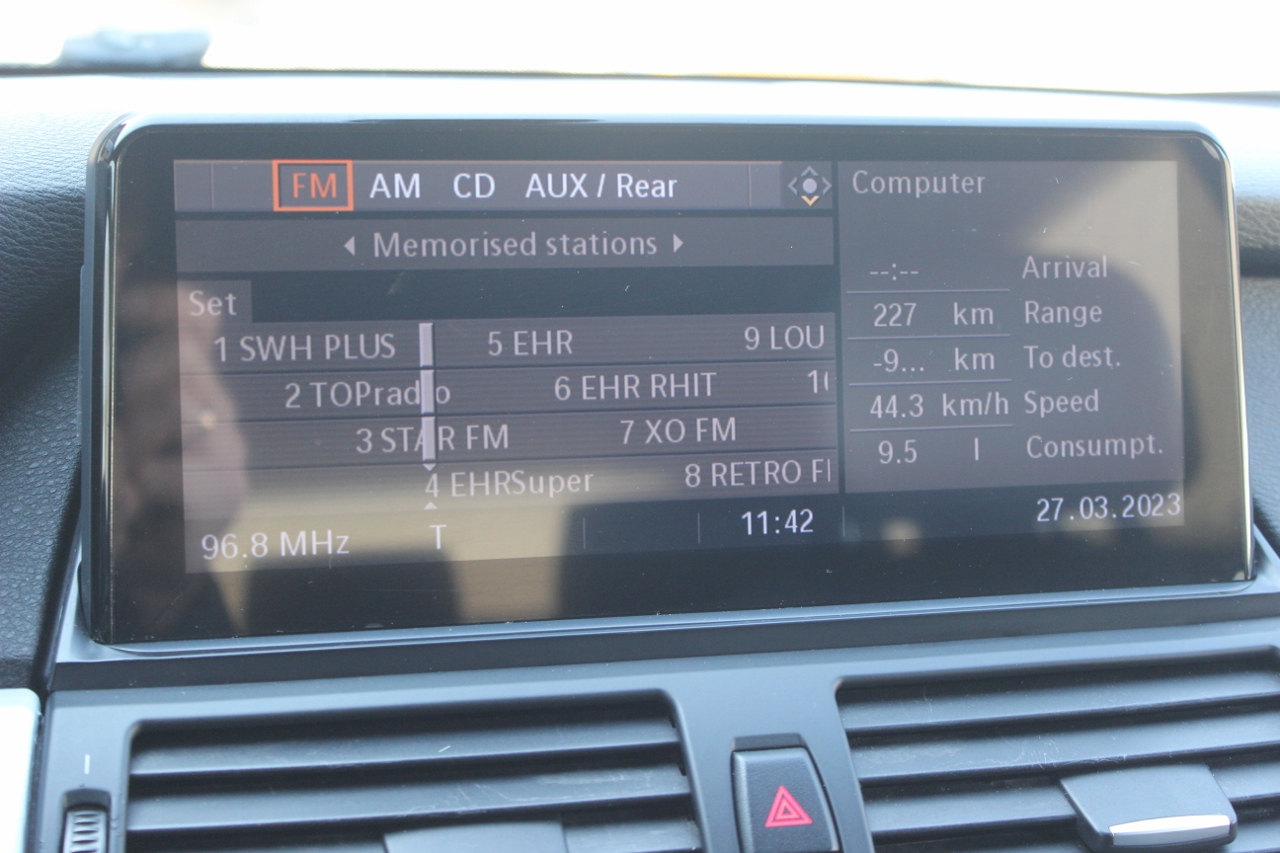 FM AM CD AUX / Rear
Memorised stations
Set
1 SWH PLUS 5 EHR 9 LOU
2 TOPradio 6 EHR RHIT
3 STAR FM 7 XO FM
4 EHRSuper 8 RETRO
96.8 MHz T 11:42
Computer
--:-- Arrival
227 km Range
-9... km To dest.
44.3 km/h Speed
9.5 l Consumpt.
27.03.2023